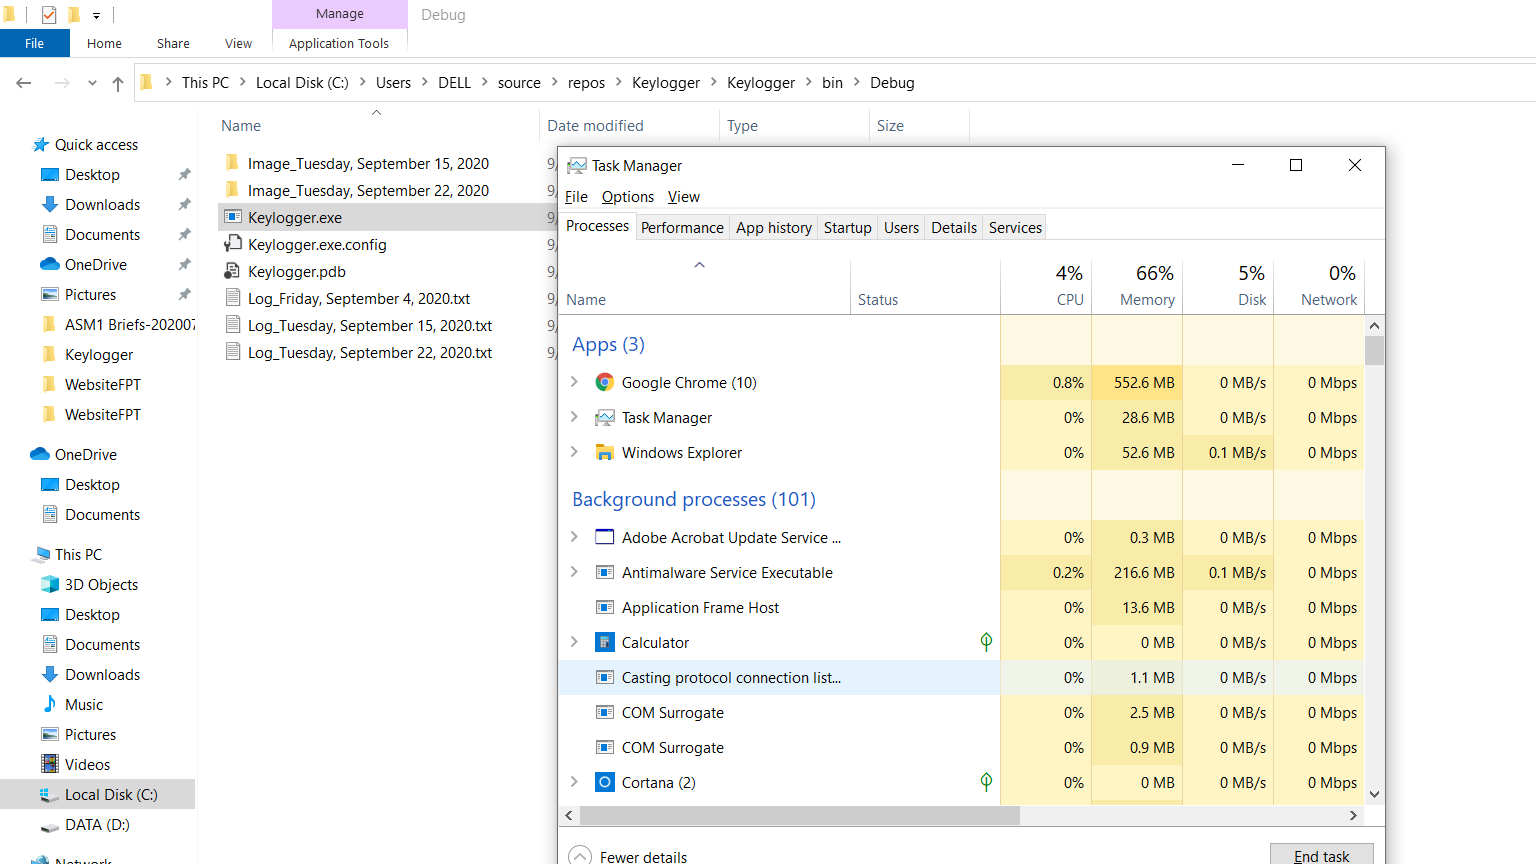 Manage
Debug
File
Home
Share
View
Application Tools
This PC
Local Disk (C:)
Users
DELL
source
repos
Keylogger
Keylogger
bin
Debug
Name
Date modified
Type
Size
Quick access
Desktop
Downloads
Documents
OneDrive
Pictures
ASM1 Briefs-202007
Keylogger
WebsiteFPT
WebsiteFPT
OneDrive
Desktop
Documents
This PC
3D Objects
Desktop
Documents
Downloads
Music
Pictures
Videos
Local Disk (C:)
DATA (D:)
Network
Image_Tuesday, September 15, 2020 9/
Image_Tuesday, September 22, 2020 9/
Keylogger.exe 9/
Keylogger.exe.config 9/
Keylogger.pdb 9/
Log_Friday, September 4, 2020.txt 9/
Log_Tuesday, September 15, 2020.txt 9/
Log_Tuesday, September 22, 2020.txt 9/
Task Manager
File Options View
Processes Performance App history Startup Users Details Services
4% 66% 5% 0%
Name Status CPU Memory Disk Network
Apps (3)
Google Chrome (10) 0.8% 552.6 MB 0 MB/s 0 Mbps
Task Manager 0% 28.6 MB 0 MB/s 0 Mbps
Windows Explorer 0% 52.6 MB 0.1 MB/s 0 Mbps
Background processes (101)
Adobe Acrobat Update Service ... 0% 0.3 MB 0 MB/s 0 Mbps
Antimalware Service Executable 0.2% 216.6 MB 0.1 MB/s 0 Mbps
Application Frame Host 0% 13.6 MB 0 MB/s 0 Mbps
Calculator 0% 0 MB 0 MB/s 0 Mbps
Casting protocol connection list... 0% 1.1 MB 0 MB/s 0 Mbps
COM Surrogate 0% 2.5 MB 0 MB/s 0 Mbps
COM Surrogate 0% 0.9 MB 0 MB/s 0 Mbps
Cortana (2) 0% 0 MB 0 MB/s 0 Mbps
Fewer details
End task